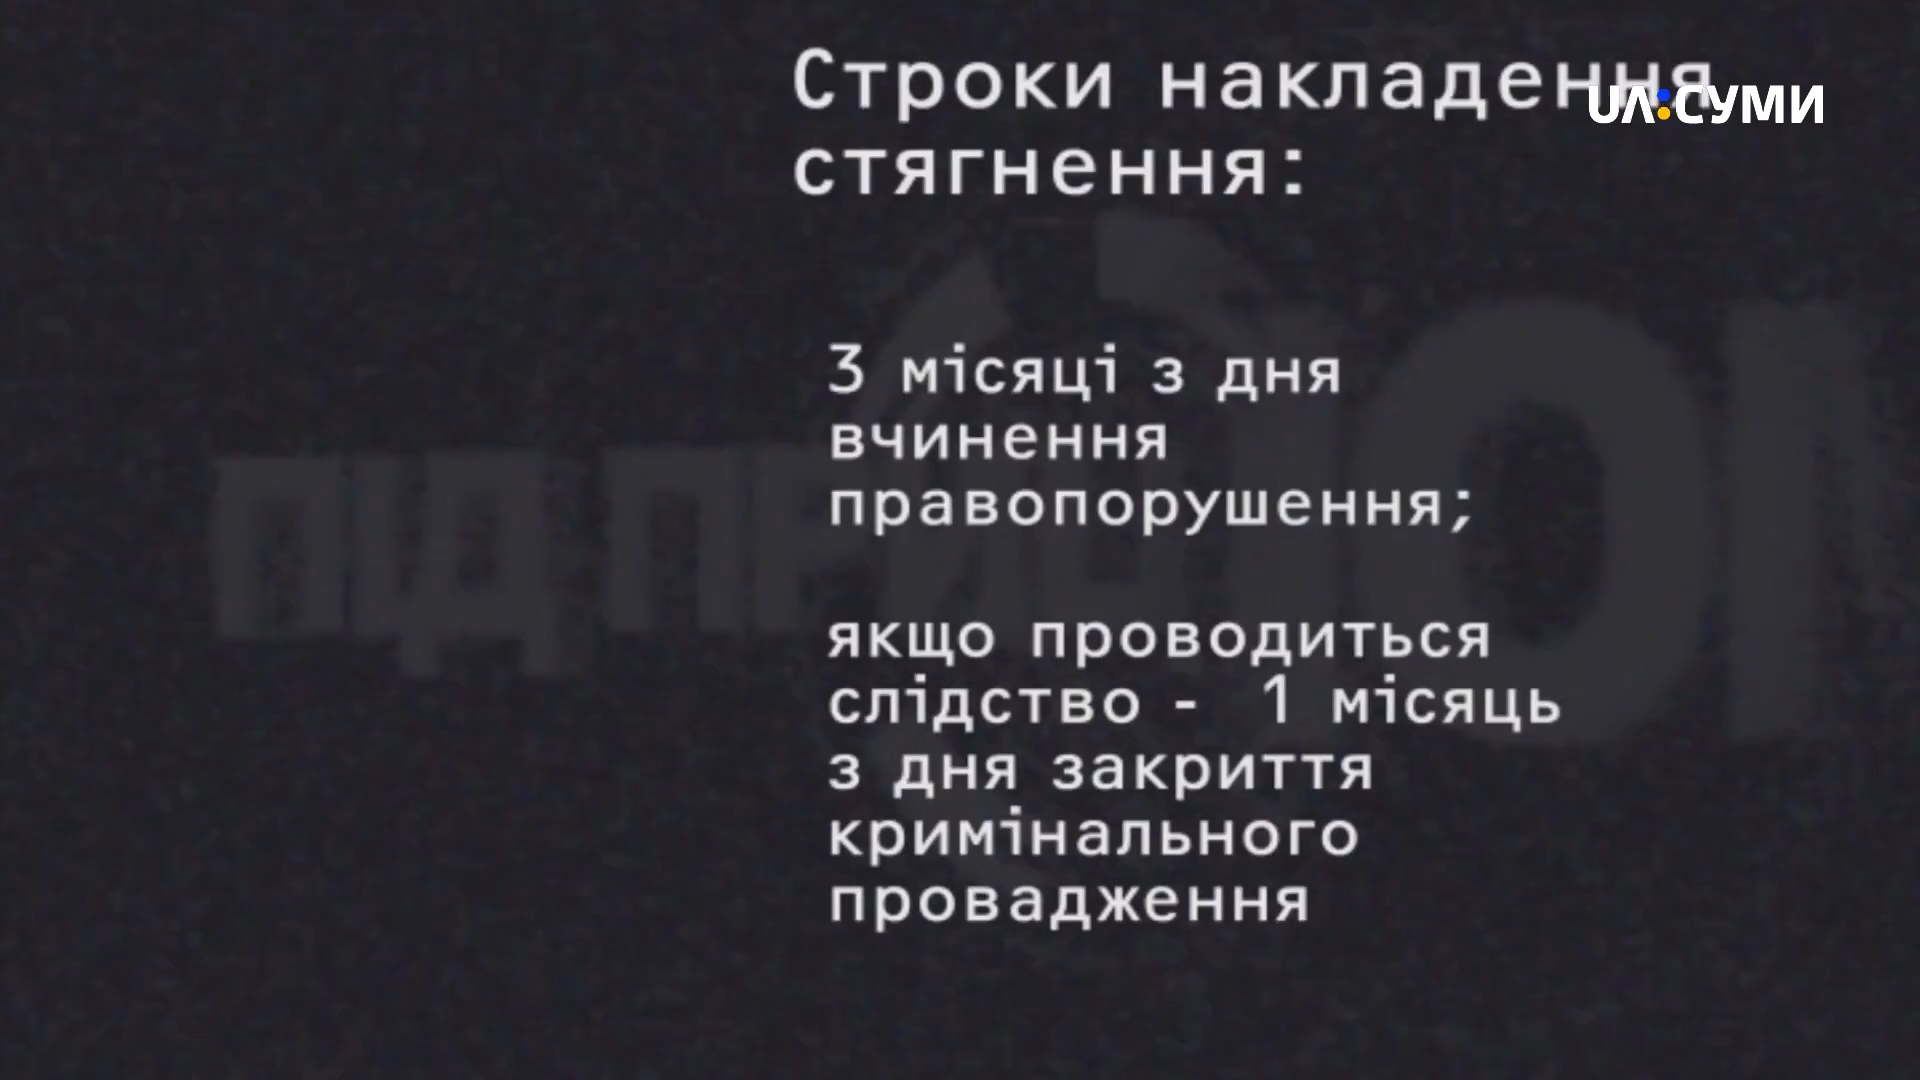 Строки накладення
стягнення:
UA:СУМИ
3 місяці з дня
вчинення
правопорушення;
якщо проводиться
слідство - 1 місяць
з дня закриття
кримінального
провадження